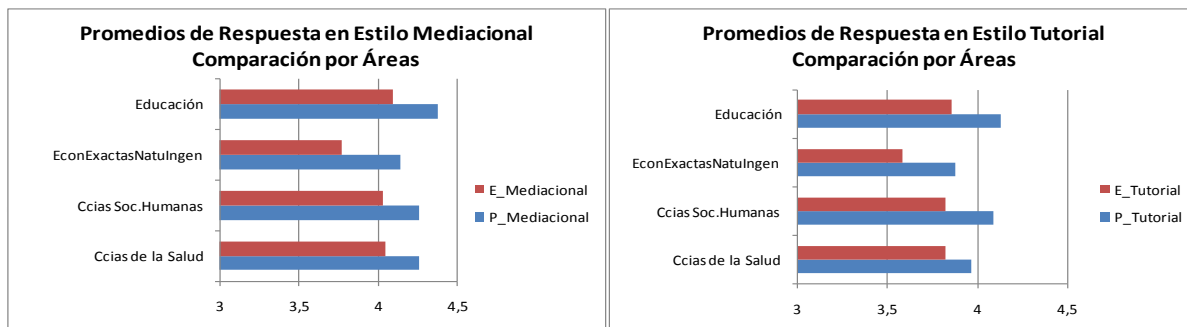 Promedios de Respuesta en Estilo Mediacional
Comparación por Áreas
Educación
EconExactasNatuIngen
Ccias Soc.Humanas
Ccias de la Salud
E_Mediacional
P_Mediacional
3
3,5
4
4,5
Promedios de Respuesta en Estilo Tutorial
Comparación por Áreas
Educación
EconExactasNatuIngen
Ccias Soc.Humanas
Ccias de la Salud
E_Tutorial
P_Tutorial
3
3,5
4
4,5